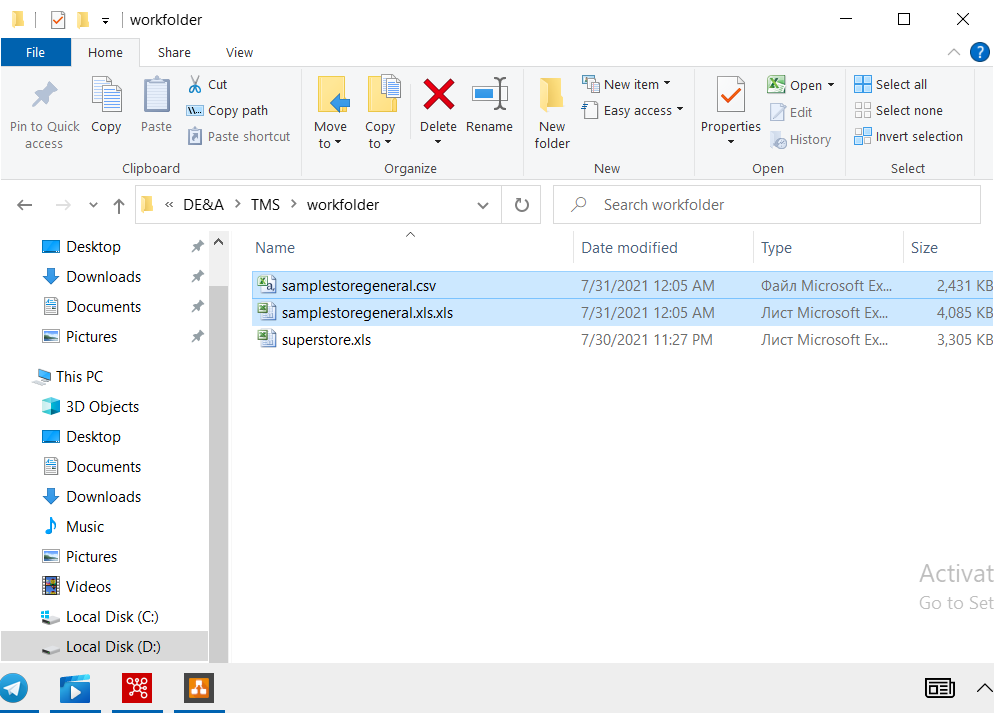 workfolder
File Home Share View
Pin to Quick access
Copy
Paste
Cut
Copy path
Paste shortcut
Clipboard
Move to
Copy to
Delete
Rename
Organize
New folder
New item
Easy access
New
Properties
Open
Edit
History
Open
Select all
Select none
Invert selection
Select
« DE&A > TMS > workfolder
Search workfolder
Desktop
Downloads
Documents
Pictures
This PC
3D Objects
Desktop
Documents
Downloads
Music
Pictures
Videos
Local Disk (C:)
Local Disk (D:)
Name Date modified Type Size
samplestoregeneral.csv 7/31/2021 12:05 AM Файл Microsoft Ex... 2,431 KB
samplestoregeneral.xls.xls 7/31/2021 12:05 AM Лист Microsoft Ex... 4,085 KB
superstore.xls 7/30/2021 11:27 PM Лист Microsoft Ex... 3,305 KB
Activat
Go to Set